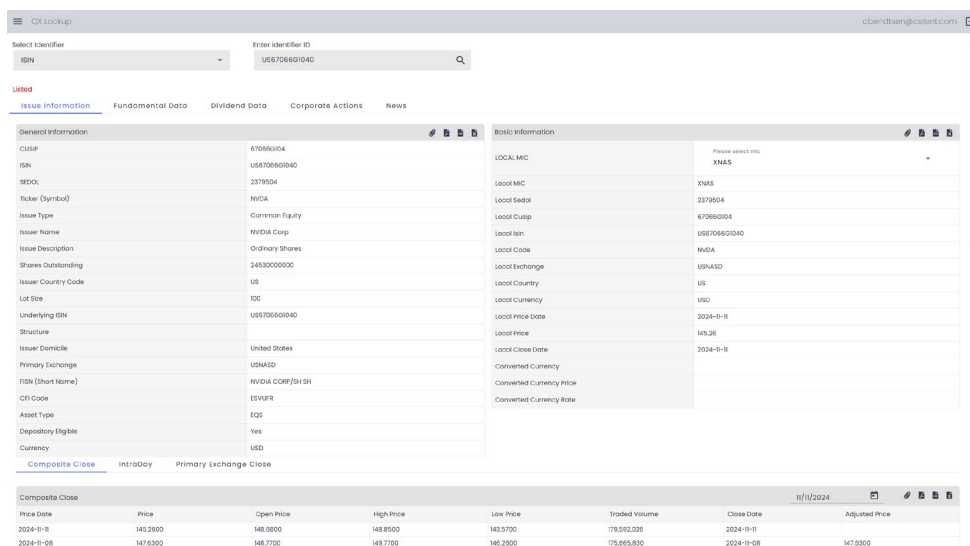 QX Lookup cbendtsen@celent.com
Select Identifier Enter Identifier ID
ISIN US67066G1040
Listed
Issue Information Fundamental Data Dividend Data Corporate Actions News
General Information Basic Information
CUSIP 67066G104
ISIN US67066G1040
SEDOL 2379504
Ticker (Symbol) NVDA
Issue Type Common Equity
Issuer Name NVIDIA Corp
Issue Description Ordinary Shares
Shares Outstanding 24530000000
Issuer Country Code US
Lot Size 100
Underlying ISIN US67066G1040
Structure
Issuer Domicile United States
Primary Exchange USNASD
FISN (Short Name) NVIDIA CORP/SH SH
CFI Code ESVUFR
Asset Type EQS
Depository Eligible Yes
Currency USD
LOCAL MIC Please select mic
XNAS
Local MIC XNAS
Local Sedol 2379504
Local Cusip 67066G104
Local Isin US67066G1040
Local Code NVDA
Local Exchange USNASD
Local Country US
Local Currency USD
Local Price Date 2024-11-11
Local Price 145.26
Local Close Date 2024-11-11
Converted Currency
Converted Currency Price
Converted Currency Rate
Composite Close IntraDay Primary Exchange Close
Composite Close 11/11/2024
Price Date Price Open Price High Price Low Price Traded Volume Close Date Adjusted Price
2024-11-11 145.2600 148.6800 148.8500 143.5700 179,592,026 2024-11-11
2024-11-08 147.6300 148.7700 149.7700 146.2600 175,665,830 2024-11-08 147.6300